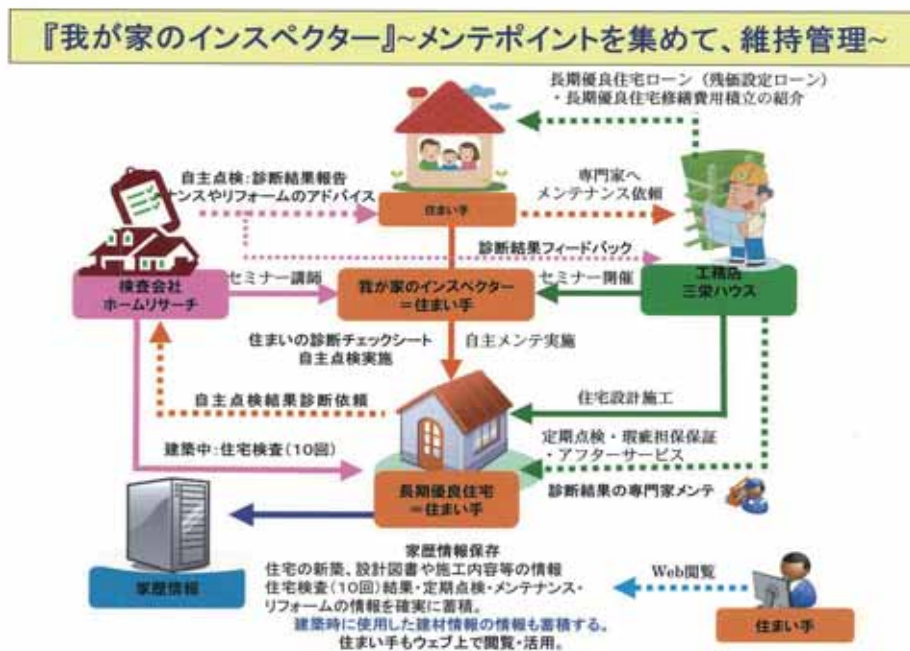 『我が家のインスペクター』~メンテポイントを集めて、維持管理~
長期優良住宅ローン（残価設定ローン）
・長期優良住宅修繕費用積立の紹介
自主点検：診断結果報告
ナンスやリフォームのアドバイス
住まい手
専門家へ
メンテナンス依頼
診断結果フィードバック
検査会社
ホームリサーチ
セミナー講師
我が家のインスペクター
＝住まい手
セミナー開催
工務店
三栄ハウス
住まいの診断チェックシート
自主点検実施
自主メンテ実施
自主点検結果診断依頼
住宅設計施工
建築中：住宅検査（10回）
定期点検・瑕疵担保保証
・アフターサービス
長期優良住宅
＝住まい手
診断結果の専門家メンテ
家歴情報
家歴情報保存
住宅の新築、設計図書や施工内容等の情報
住宅検査（10回）結果・定期点検・メンテナンス・
リフォームの情報を確実に蓄積。
建築時に使用した建材情報の情報も蓄積する。
住まい手もウェブ上で閲覧・活用。
Web閲覧
住まい手